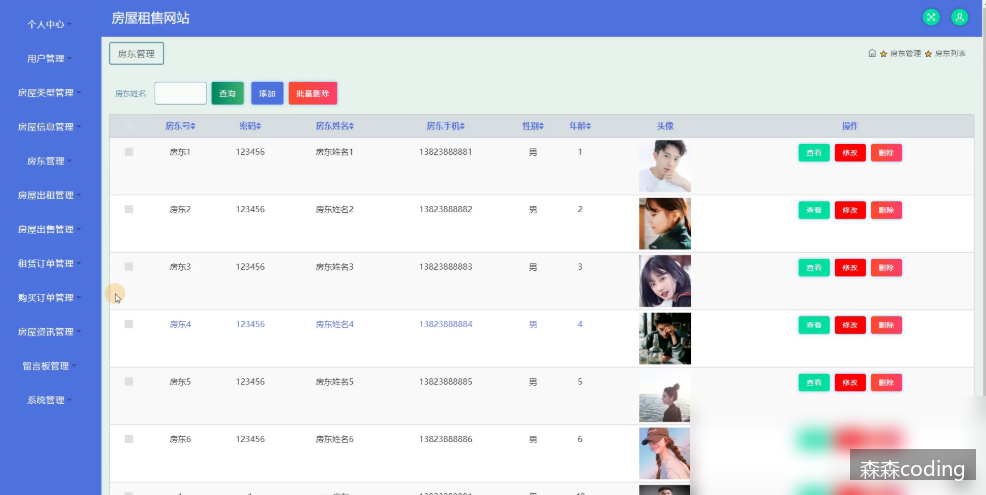 房屋租售网站
个人中心
用户管理
房屋类型管理
房屋信息管理
房东管理
房屋出租管理
房屋出售管理
租赁订单管理
购买订单管理
房屋资讯管理
留言板管理
系统管理
房东管理
房东管理 房东列表
房东姓名 查询 添加 批量删除
房东号 密码 房东姓名 房东手机 性别 年龄 头像 操作
房东1 123456 房东姓名1 13823888881 男 1 查看 修改 删除
房东2 123456 房东姓名2 13823888882 男 2 查看 修改 删除
房东3 123456 房东姓名3 13823888883 男 3 查看 修改 删除
房东4 123456 房东姓名4 13823888884 男 4 查看 修改 删除
房东5 123456 房东姓名5 13823888885 男 5 查看 修改 删除
房东6 123456 房东姓名6 13823888886 男 6
森森coding